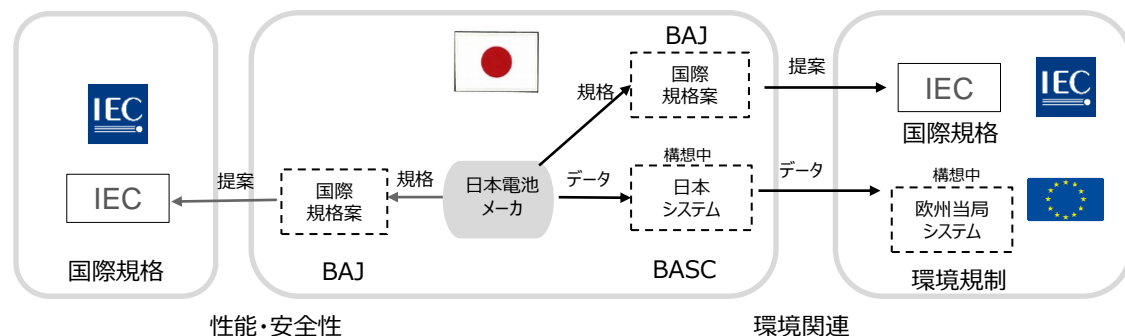 IEC
IEC
国際規格
提案
国際
規格案
BAJ
規格
日本電池
メーカ
規格
BAJ
国際
規格案
提案
IEC
国際規格
IEC
データ
構想中
日本
システム
BASC
データ
構想中
欧州当局
システム
環境規制
性能・安全性
環境関連